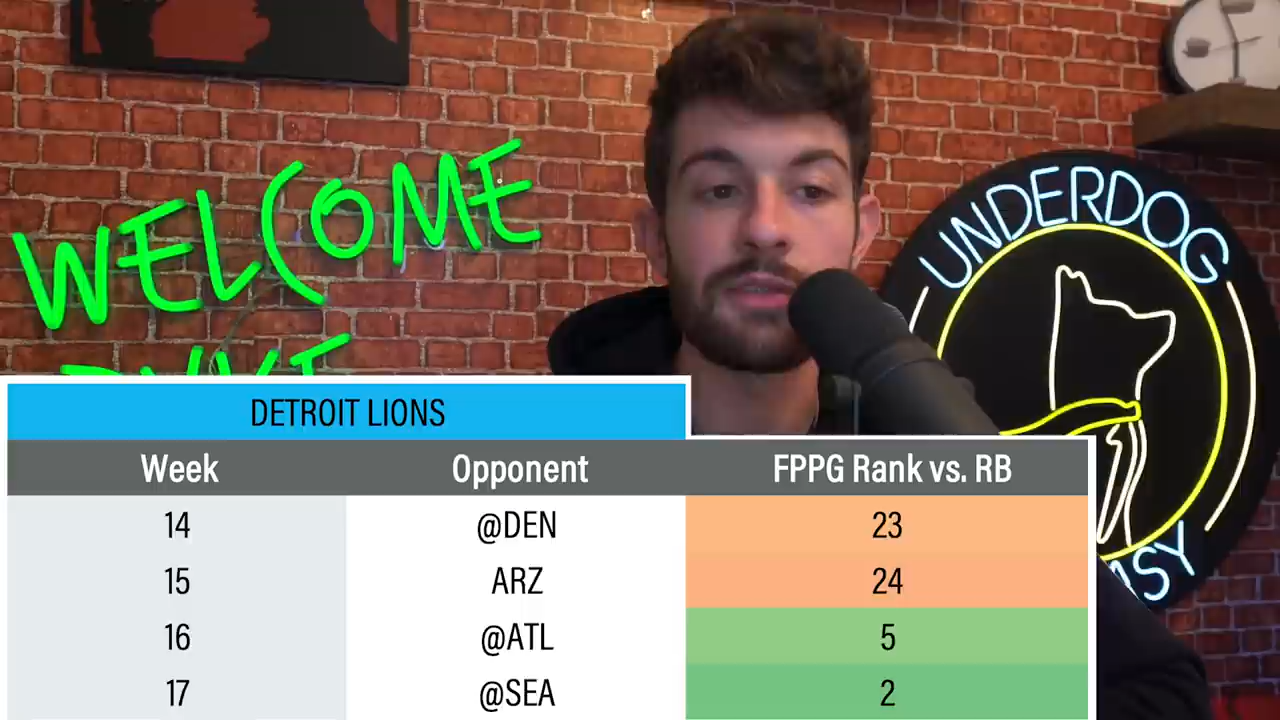 WELCOME
UNDERDOG
DETROIT LIONS
Week Opponent FPPG Rank vs. RB
14 @DEN 23
15 ARZ 24
16 @ATL 5
17 @SEA 2